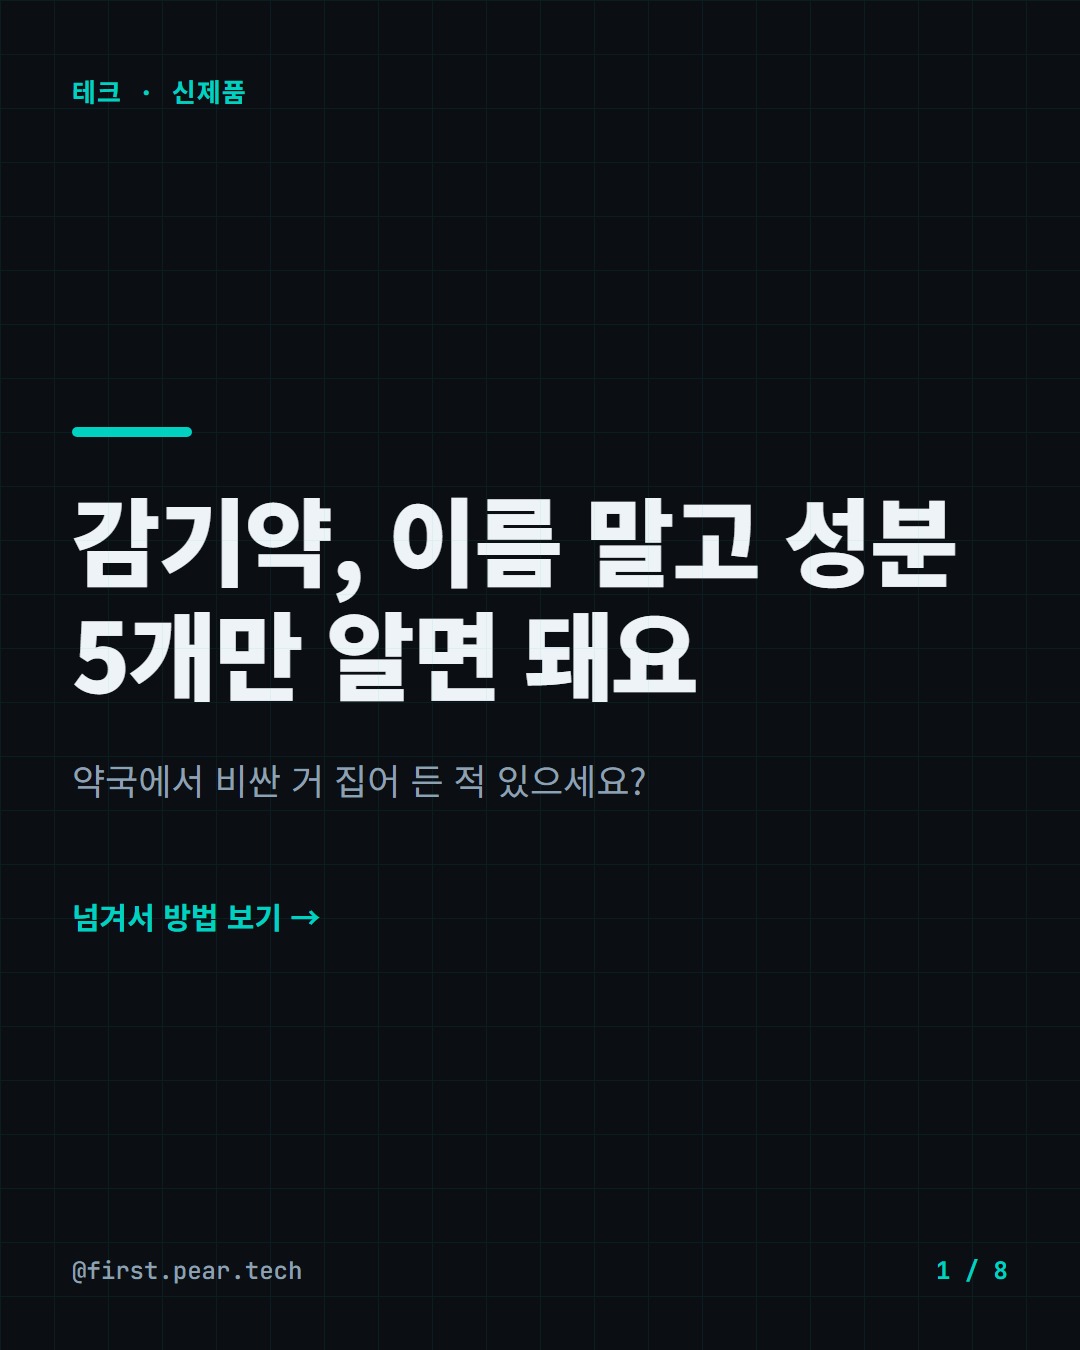 테크 · 신제품
감기약, 이름 말고 성분
5개만 알면 돼요
약국에서 비싼 거 집어 든 적 있으세요?
넘겨서 방법 보기 →
@first.pear.tech
1 / 8